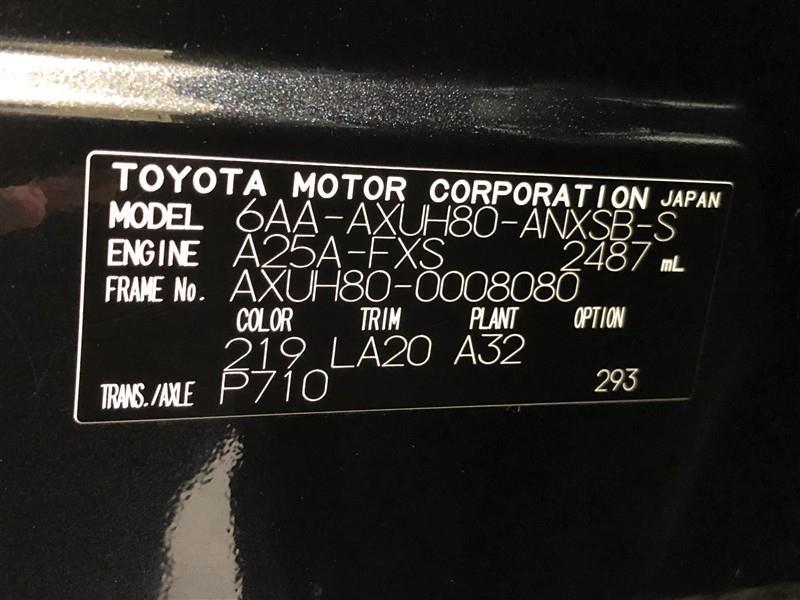 TOYOTA MOTOR CORPORATION JAPAN
MODEL 6AA-AXUH80-ANXSB-S
ENGINE A25A-FXS 2487 mL
FRAME No. AXUH80-0008080
COLOR TRIM PLANT OPTION
219 LA20 A32
TRANS./AXLE P710 293